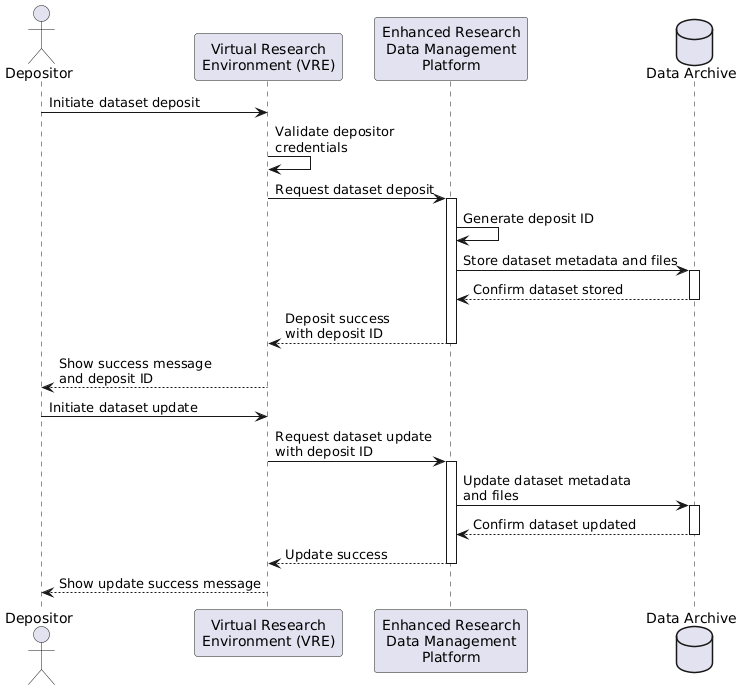 Depositor
Virtual Research
Environment (VRE)
Enhanced Research
Data Management
Platform
Data Archive
Initiate dataset deposit
Validate depositor
credentials
Request dataset deposit
Generate deposit ID
Store dataset metadata and files
Confirm dataset stored
Deposit success
with deposit ID
Show success message
and deposit ID
Initiate dataset update
Request dataset update
with deposit ID
Update dataset metadata
and files
Confirm dataset updated
Update success
Show update success message
Depositor
Virtual Research
Environment (VRE)
Enhanced Research
Data Management
Platform
Data Archive